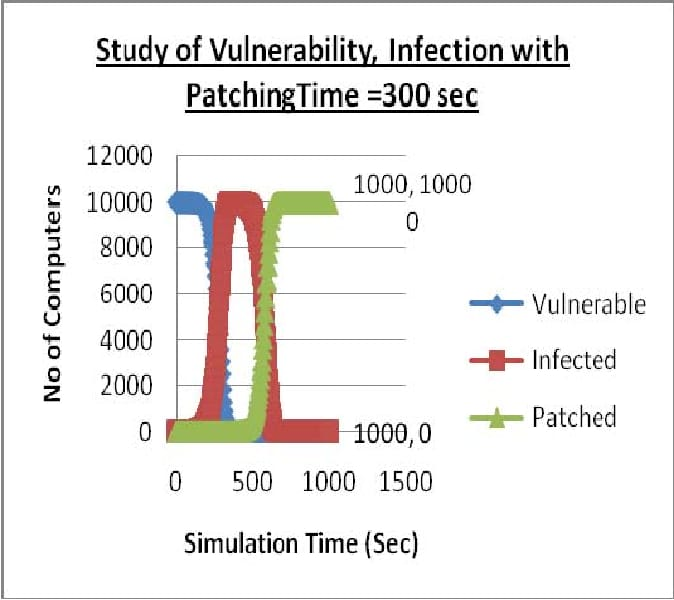 Study of Vulnerability, Infection with
PatchingTime =300 sec
No of Computers
12000
10000
8000
6000
4000
2000
0
1000, 1000
0
1000, 0
0 500 1000 1500
Simulation Time (Sec)
Vulnerable
Infected
Patched